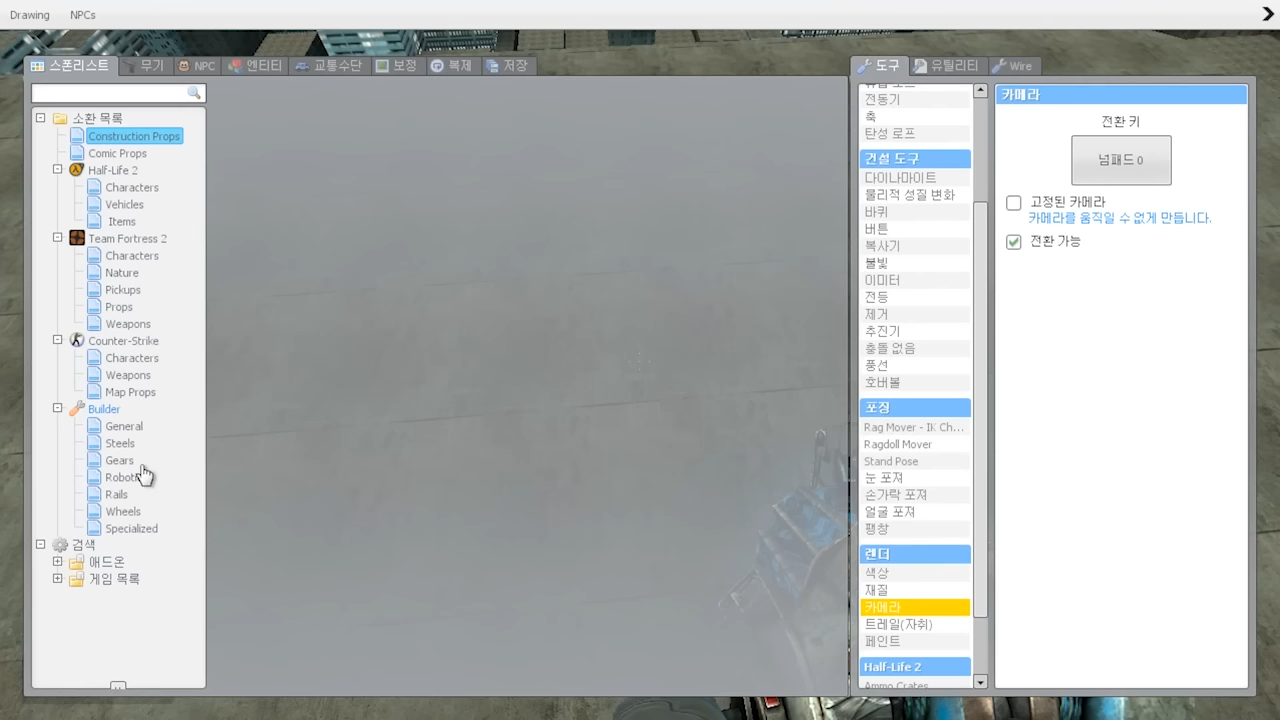 Drawing NPCs
스폰리스트 무기 NPC 엔티티 교통수단 보정 복제 저장
소환 목록
Construction Props
Comic Props
Half-Life 2
Characters
Vehicles
Items
Team Fortress 2
Characters
Nature
Pickups
Props
Weapons
Counter-Strike
Characters
Weapons
Map Props
Builder
General
Steels
Gears
Robot
Rails
Wheels
Specialized
검색
애드온
게임 목록
도구 유틸리티 Wire
전동기
축
탄성 로프
건설 도구
다이나마이트
물리적 성질 변화
바퀴
버튼
복사기
불빛
이미터
전등
제거
추진기
충돌 없음
풍선
호버볼
포징
Rag Mover - IK Ch...
Ragdoll Mover
Stand Pose
눈 포져
손가락 포져
얼굴 포져
팽창
렌더
색상
재질
카메라
트레일(자취)
페인트
Half-Life 2
Ammo Crates
카메라
전환 키
넘패드 0
고정된 카메라
카메라를 움직일 수 없게 만듭니다.
전환 가능